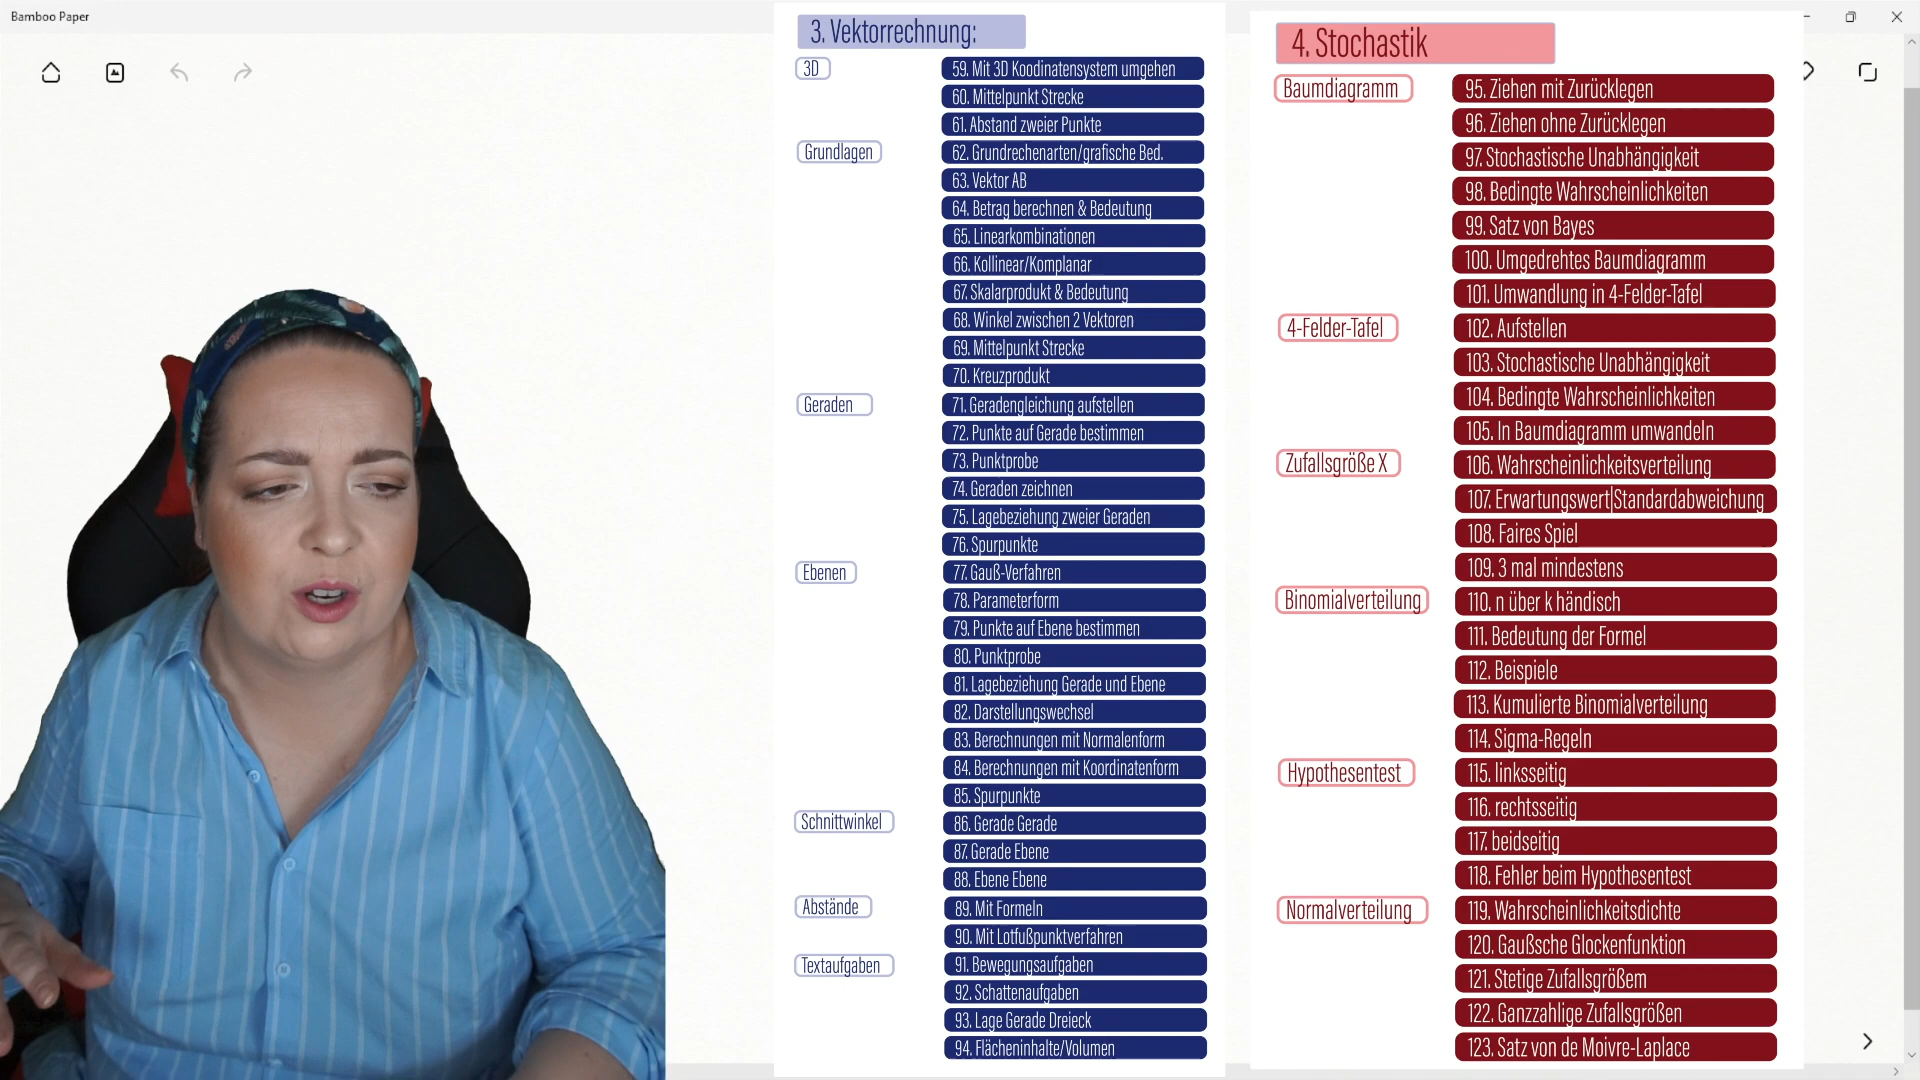 Bamboo Paper
3. Vektorrechnung:
3D
59. Mit 3D Koodinatensystem umgehen
60. Mittelpunkt Strecke
61. Abstand zweier Punkte
Grundlagen
62. Grundrechenarten/grafische Bed.
63. Vektor AB
64. Betrag berechnen & Bedeutung
65. Linearkombinationen
66. Kollinear/Komplanar
67. Skalarprodukt & Bedeutung
68. Winkel zwischen 2 Vektoren
69. Mittelpunkt Strecke
70. Kreuzprodukt
Geraden
71. Geradengleichung aufstellen
72. Punkte auf Gerade bestimmen
73. Punktprobe
74. Geraden zeichnen
75. Lagebeziehung zweier Geraden
76. Spurpunkte
Ebenen
77. Gauß-Verfahren
78. Parameterform
79. Punkte auf Ebene bestimmen
80. Punktprobe
81. Lagebeziehung Gerade und Ebene
82. Darstellungswechsel
83. Berechnungen mit Normalenform
84. Berechnungen mit Koordinatenform
85. Spurpunkte
Schnittwinkel
86. Gerade Gerade
87. Gerade Ebene
88. Ebene Ebene
Abstände
89. Mit Formeln
90. Mit Lotfußpunktverfahren
Textaufgaben
91. Bewegungsaufgaben
92. Schattenaufgaben
93. Lage Gerade Dreieck
94. Flächeninhalte/Volumen
4. Stochastik
Baumdiagramm
95. Ziehen mit Zurücklegen
96. Ziehen ohne Zurücklegen
97. Stochastische Unabhängigkeit
98. Bedingte Wahrscheinlichkeiten
99. Satz von Bayes
100. Umgedrehtes Baumdiagramm
101. Umwandlung in 4-Felder-Tafel
4-Felder-Tafel
102. Aufstellen
103. Stochastische Unabhängigkeit
104. Bedingte Wahrscheinlichkeiten
105. In Baumdiagramm umwandeln
Zufallsgröße X
106. Wahrscheinlichkeitsverteilung
107. Erwartungswert|Standardabweichung
108. Faires Spiel
109. 3 mal mindestens
Binomialverteilung
110. n über k händisch
111. Bedeutung der Formel
112. Beispiele
113. Kumulierte Binomialverteilung
114. Sigma-Regeln
Hypothesentest
115. linksseitig
116. rechtsseitig
117. beidseitig
118. Fehler beim Hypothesentest
Normalverteilung
119. Wahrscheinlichkeitsdichte
120. Gaußsche Glockenfunktion
121. Stetige Zufallsgrößem
122. Ganzzahlige Zufallsgrößen
123. Satz von de Moivre-Laplace